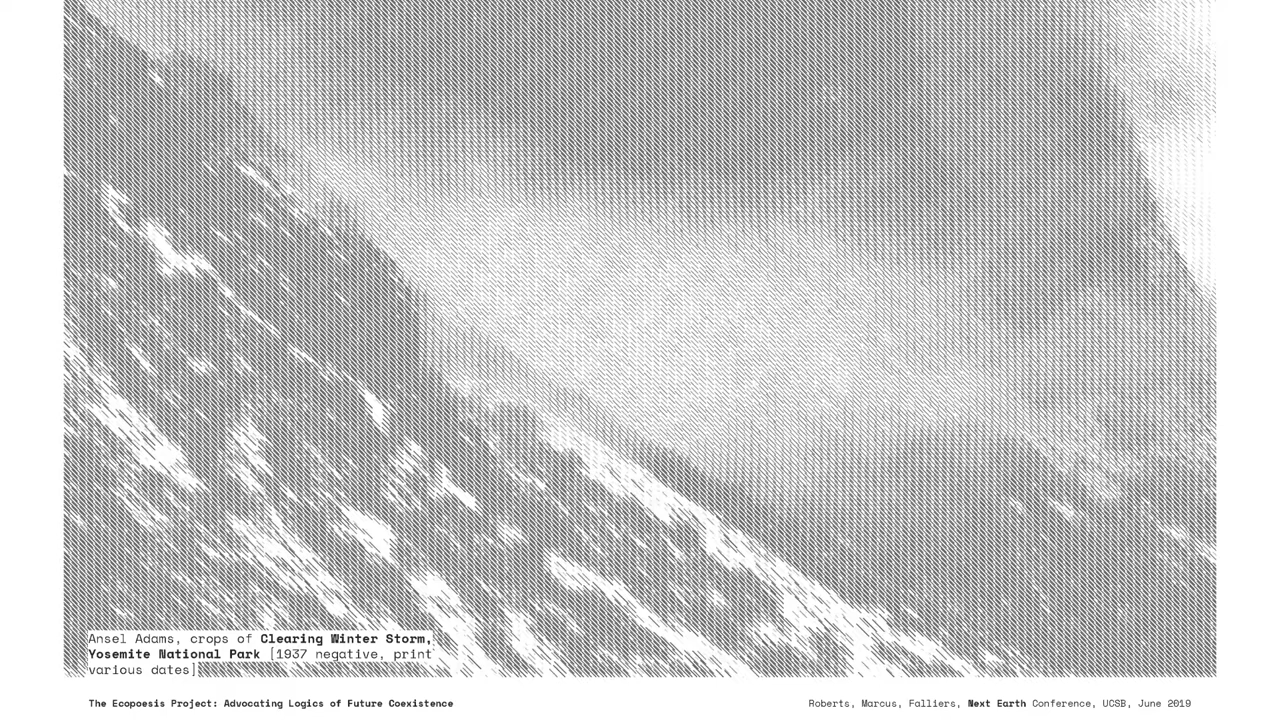 Ansel Adams, crops of Clearing Winter Storm,
Yosemite National Park [1937 negative, print
various dates]
The Ecopoesis Project: Advocating Logics of Future Coexistence
Roberts, Marcus, Falliers, Next Earth Conference, UCSB, June 2019